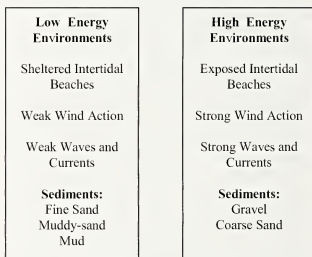 Low Energy
Environments
Sheltered Intertidal
Beaches
Weak Wind Action
Weak Waves and
Currents
Sediments:
Fine Sand
Muddy-sand
Mud
High Energy
Environments
Exposed Intertidal
Beaches
Strong Wind Action
Strong Waves and
Currents
Sediments:
Gravel
Coarse Sand